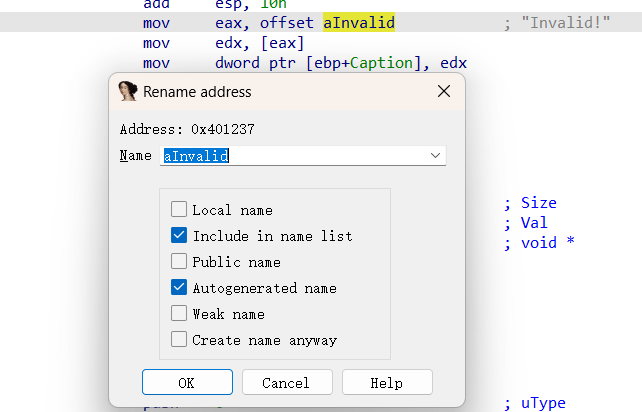 add esp, 10h
mov eax, offset aInvalid ; "Invalid!"
mov edx, [eax]
mov dword ptr [ebp+Caption], edx
Rename address
Address: 0x401237
Name aInvalid
Local name
Include in name list
Public name
Autogenerated name
Weak name
Create name anyway
OK Cancel Help
; Size
; Val
; void *
; uType